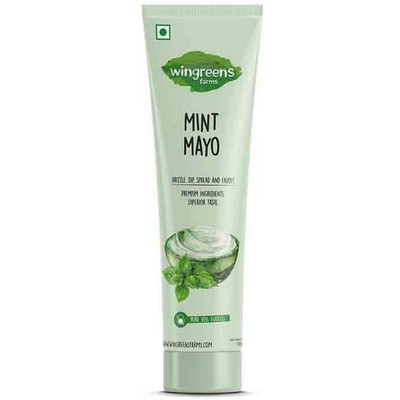 wingreens
farms
MINT
MAYO
DRIZZLE, DIP, SPREAD AND ENJOY!
PREMIUM INGREDIENTS,
SUPERIOR TASTE.
PURE VEG.
WWW.WINGREENSFARMS.COM